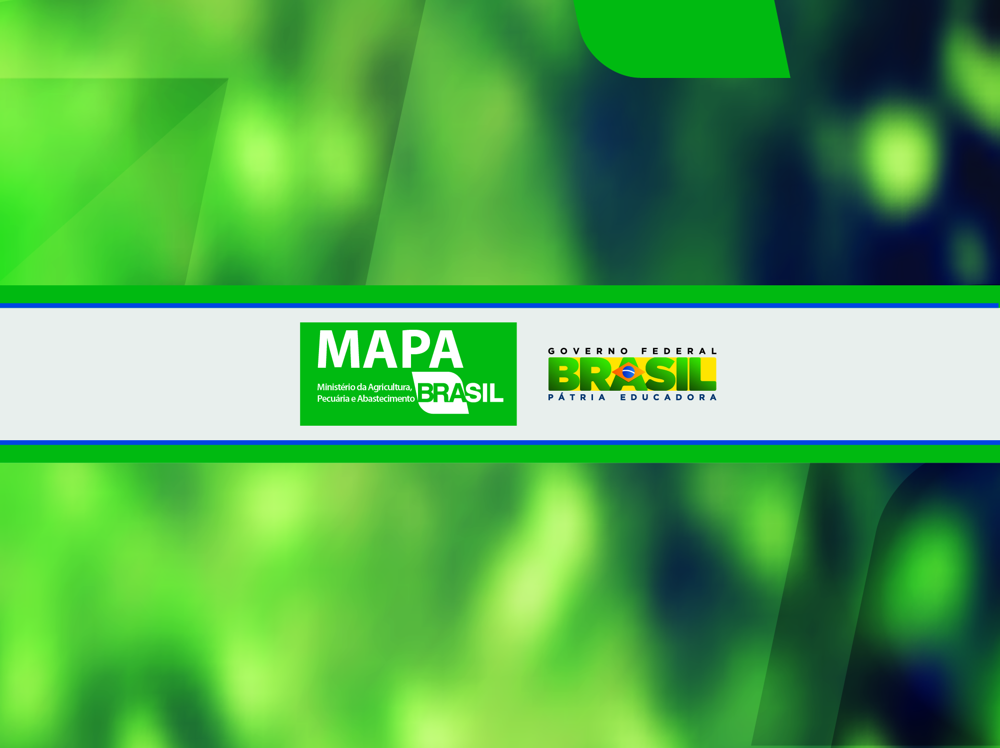 MAPA
Ministério da Agricultura,
Pecuária e Abastecimento
BRASIL
GOVERNO FEDERAL
BRASIL
PÁTRIA EDUCADORA